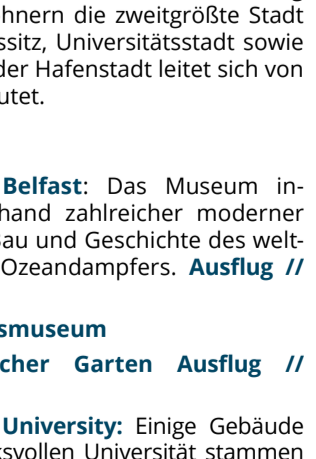 hnern die zweitgrößte Stadt
ssitz, Universitätsstadt sowie
der Hafenstadt leitet sich von
utet.
Belfast: Das Museum in-
hand zahlreicher moderner
Bau und Geschichte des welt-
Ozeandampfers. Ausflug //
smuseum
cher Garten Ausflug //
University: Einige Gebäude
ksvollen Universität stammen